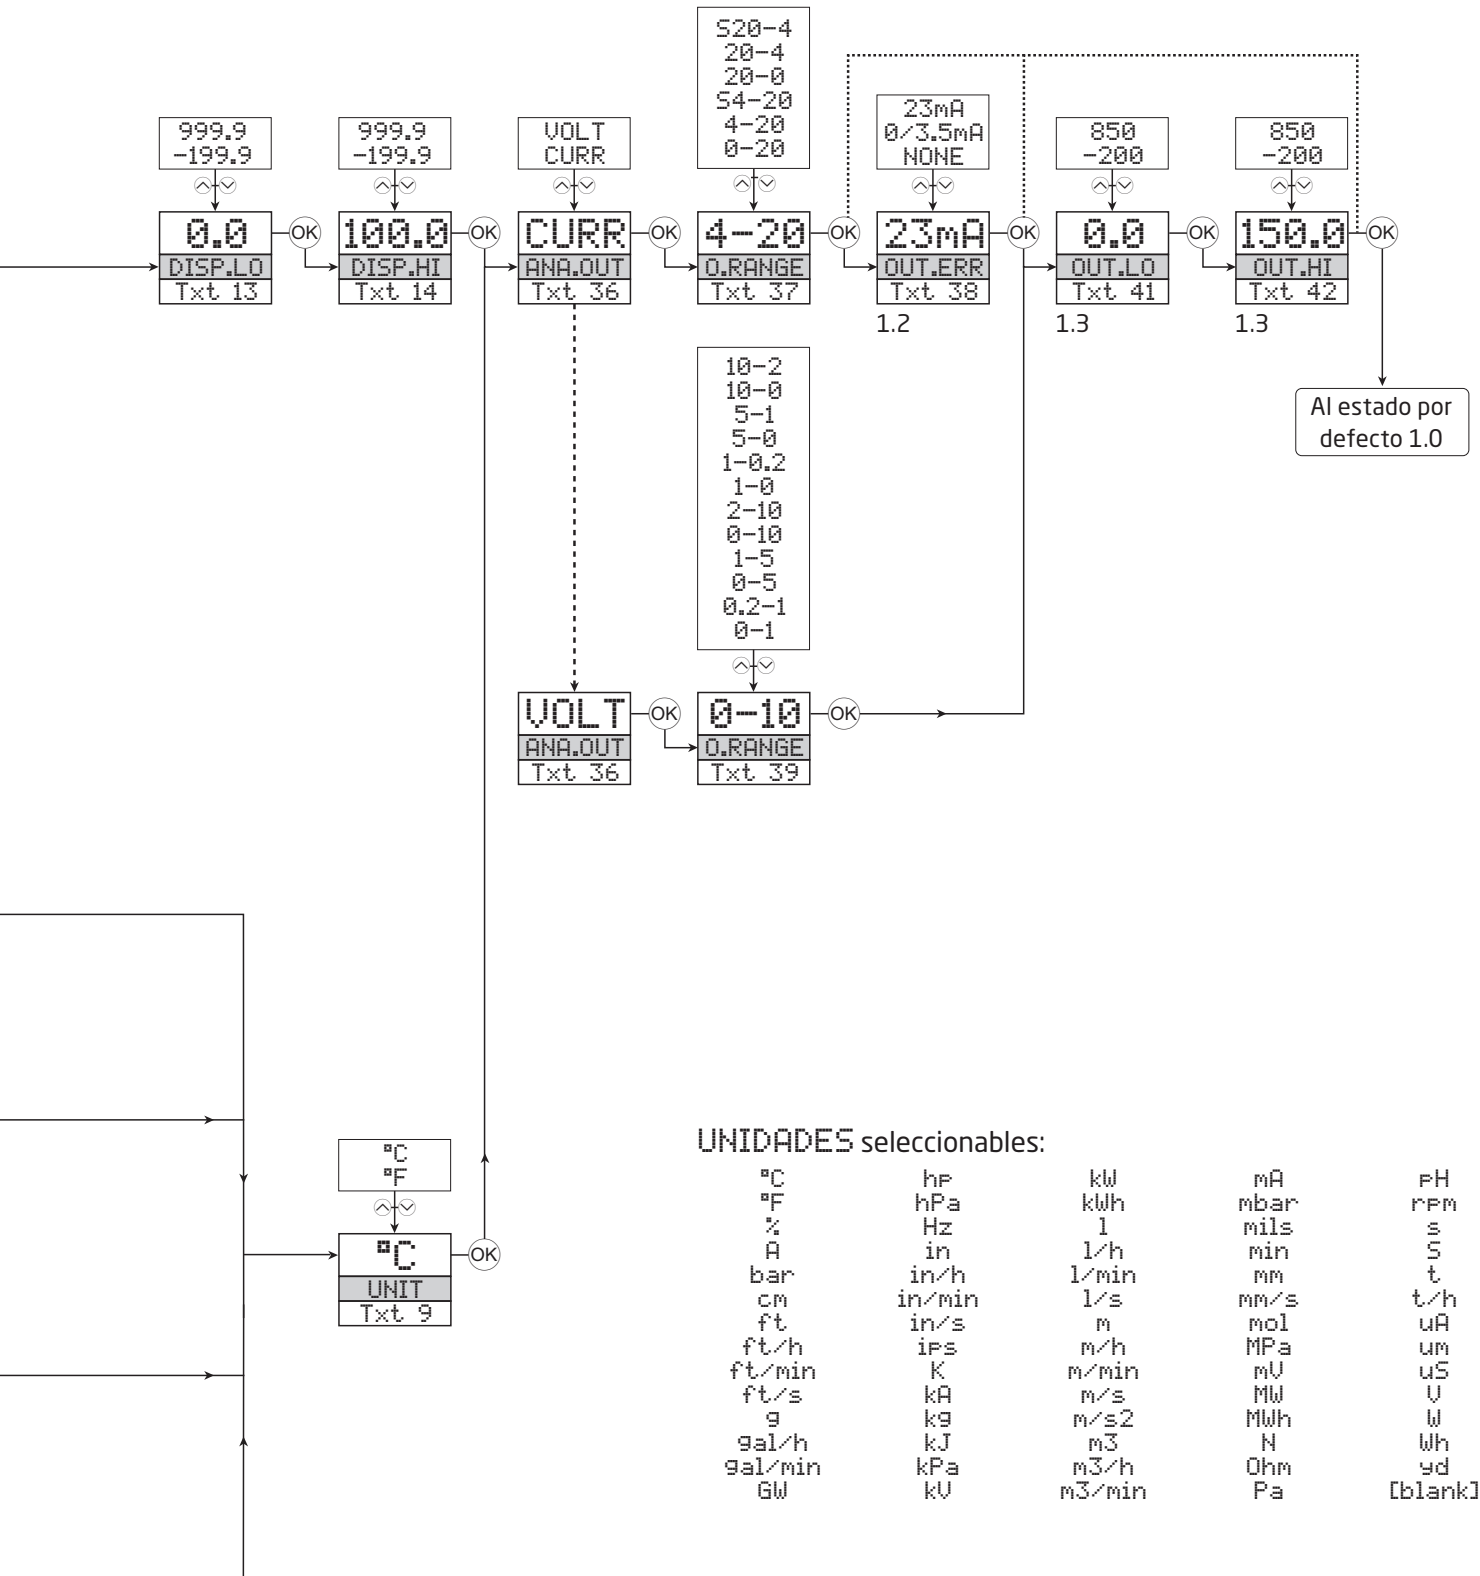 S20-4
20-4
20-0
S4-20
4-20
0-20
999.9
-199.9
999.9
-199.9
VOLT
CURR
23mA
0/3.5mA
NONE
850
-200
850
-200
0.0
OK
DISP.LO
Txt 13
100.0
OK
DISP.HI
Txt 14
CURR
OK
ANA.OUT
Txt 36
4-20
OK
O.RANGE
Txt 37
23mA
OK
OUT.ERR
Txt 38
1.2
0.0
OK
OUT.LO
Txt 41
1.3
150.0
OK
OUT.HI
Txt 42
1.3
Al estado por
defecto 1.0
10-2
10-0
5-1
5-0
1-0.2
1-0
2-10
0-10
1-5
0-5
0.2-1
0-1
VOLT
OK
ANA.OUT
Txt 36
0-10
OK
O.RANGE
Txt 39
°C
°F
°C
OK
UNIT
Txt 9
UNIDADES seleccionables:
°C hp kW mA pH
°F hPa kWh mbar rpm
% Hz l mils s
A in l/h min S
bar in/h l/min mm t
cm in/min l/s mm/s t/h
ft in/s m mol uA
ft/h ips m/h MPa um
ft/min K m/min mV uS
ft/s kA m/s MW V
g kg m/s2 MWh W
gal/h kJ m3 N Wh
gal/min kPa m3/h Ohm yd
GW kV m3/min Pa [blank]